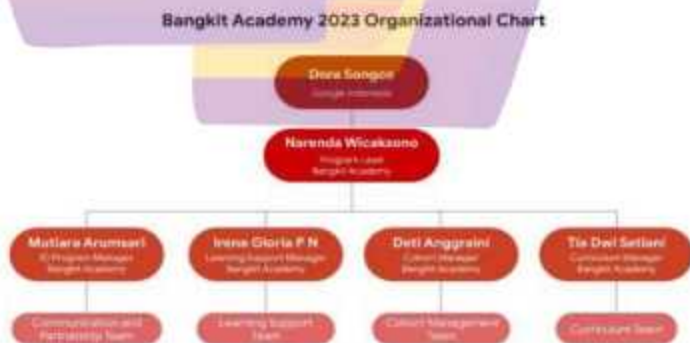 Bangkit Academy 2023 Organizational Chart
Dora Songco
Google Indonesia
Narenda Wicaksono
Program Lead
Bangkit Academy
Mutiara Arumsari
Program Manager
Bangkit Academy
Irene Gloria P N
Learning Support Manager
Bangkit Academy
Deti Anggraini
Cohort Manager
Bangkit Academy
Tia Dwi Setiani
Curriculum Manager
Bangkit Academy
Communication and
Partnership Team
Learning Support
Team
Cohort Management
Team
Curriculum Team